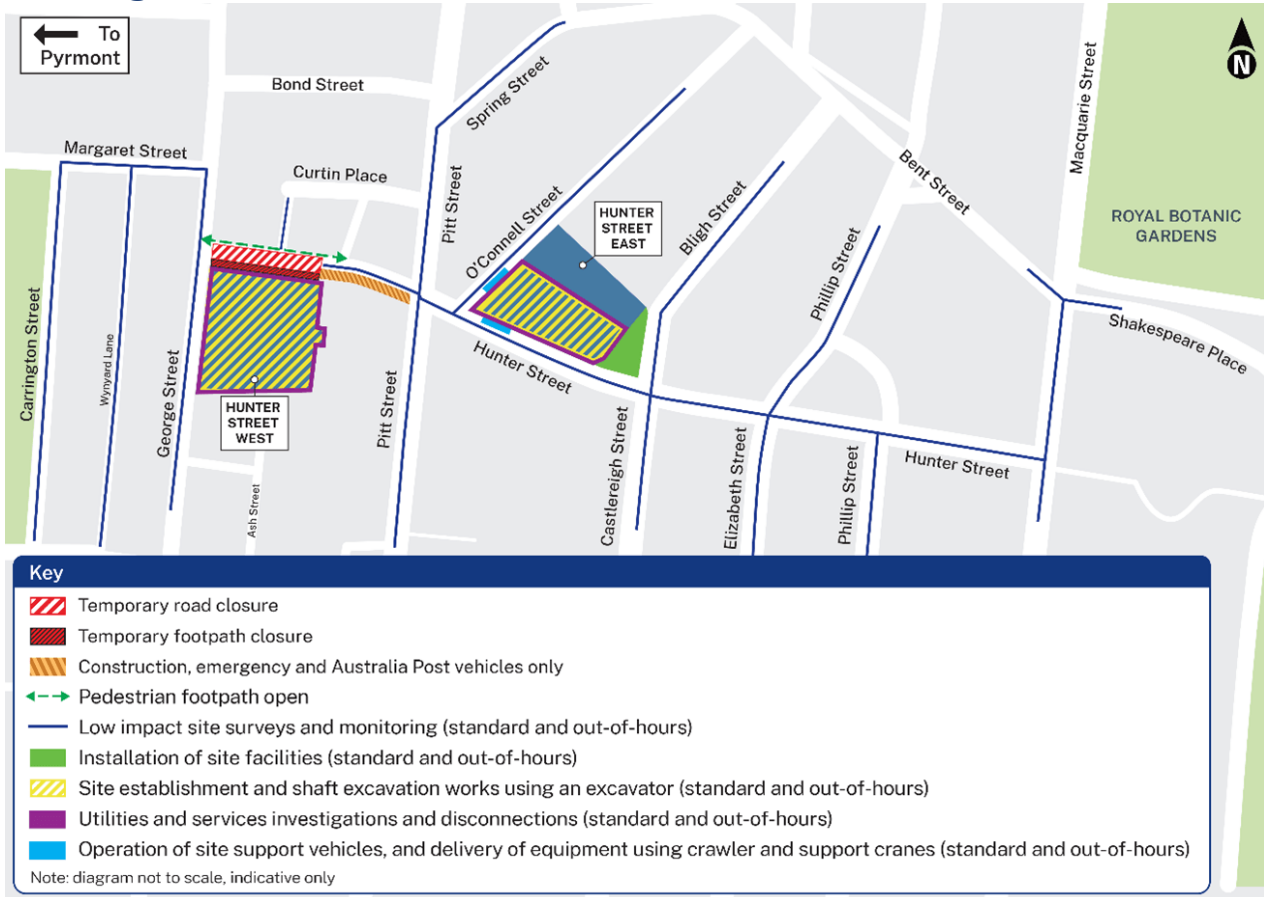 To
Pyrmont
N
Bond Street
Spring Street
Macquarie Street
Margaret Street
Curtin Place
Pitt Street
O'Connell Street
HUNTER
STREET
EAST
Bligh Street
Bent Street
Phillip Street
ROYAL BOTANIC
GARDENS
Carrington Street
Wynyard Lane
George Street
HUNTER
STREET
WEST
Pitt Street
Hunter Street
Shakespeare Place
Ash Street
Castlereigh Street
Elizabeth Street
Phillip Street
Hunter Street
Key
Temporary road closure
Temporary footpath closure
Construction, emergency and Australia Post vehicles only
Pedestrian footpath open
Low impact site surveys and monitoring (standard and out-of-hours)
Installation of site facilities (standard and out-of-hours)
Site establishment and shaft excavation works using an excavator (standard and out-of-hours)
Utilities and services investigations and disconnections (standard and out-of-hours)
Operation of site support vehicles, and delivery of equipment using crawler and support cranes (standard and out-of-hours)
Note: diagram not to scale, indicative only